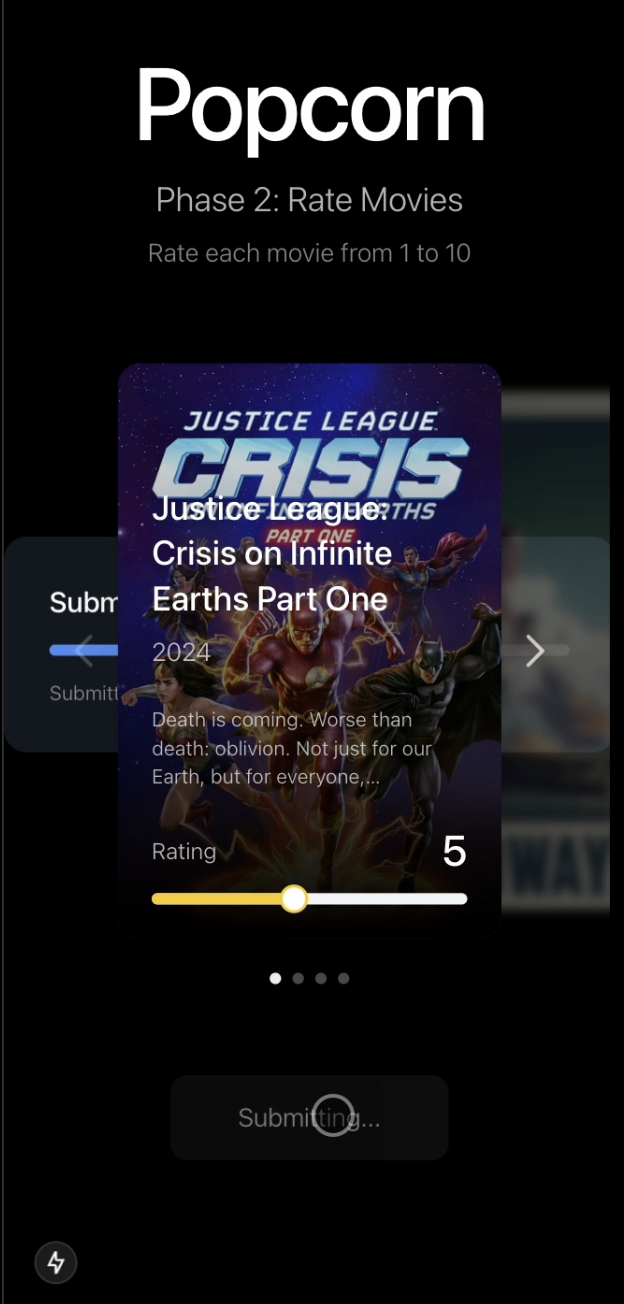 Popcorn
Phase 2: Rate Movies
Rate each movie from 1 to 10
JUSTICE LEAGUE
CRISIS
ON INFINITE EARTHS
PART ONE
Justice League:
Crisis on Infinite
Earths Part One
Subm
2024
Submitt
Death is coming. Worse than
death: oblivion. Not just for our
Earth, but for everyone,...
Rating 5
WAY
Submitting...